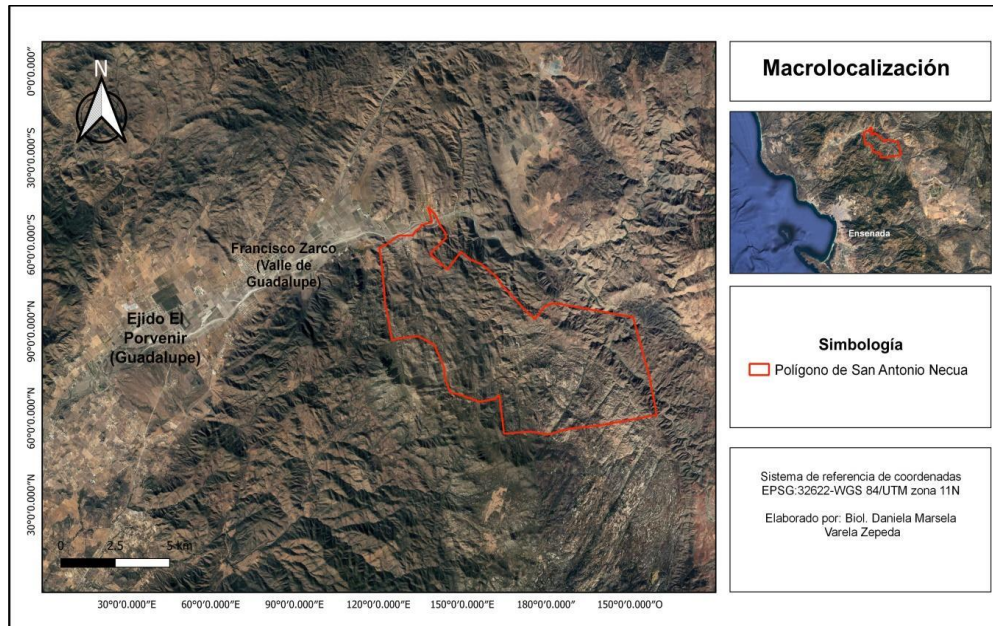 Macrolocalización
N
Francisco Zarco
(Valle de
Guadalupe)
Ejido El
Porvenir
(Guadalupe)
0 2.5 5 km
0°0'0.000"
30°0'0.000"S
60°0'0.000"S
90°0'0.000"N
60°0'0.000"N
30°0'0.000"N
30°0'0.000"E
60°0'0.000"E
90°0'0.000"E
120°0'0.000"E
150°0'0.000"E
180°0'0.000"E
150°0'0.000"O
Ensenada
Simbología
Polígono de San Antonio Necua
Sistema de referencia de coordenadas
EPSG:32622-WGS 84/UTM zona 11N
Elaborado por: Biol. Daniela Marsela
Varela Zepeda